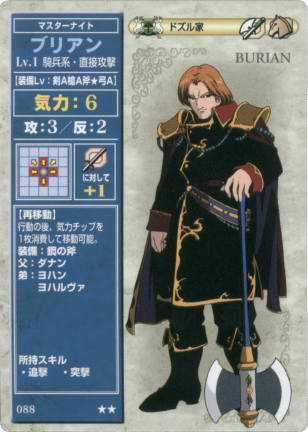 マスターナイト
ブリアン
Lv.1 騎兵系・直接攻撃
【装備Lv:剣A槍A斧★弓A】
気力:6
攻:3/反:2
に対して
+1
【再移動】
行動の後、気力チップを
1枚消費して移動可能。
装備:鋼の斧
父:ダナン
弟:ヨハン
ヨハルヴァ
所持スキル
・追撃 ・突撃
088 ★★
ドズル家
BURIAN